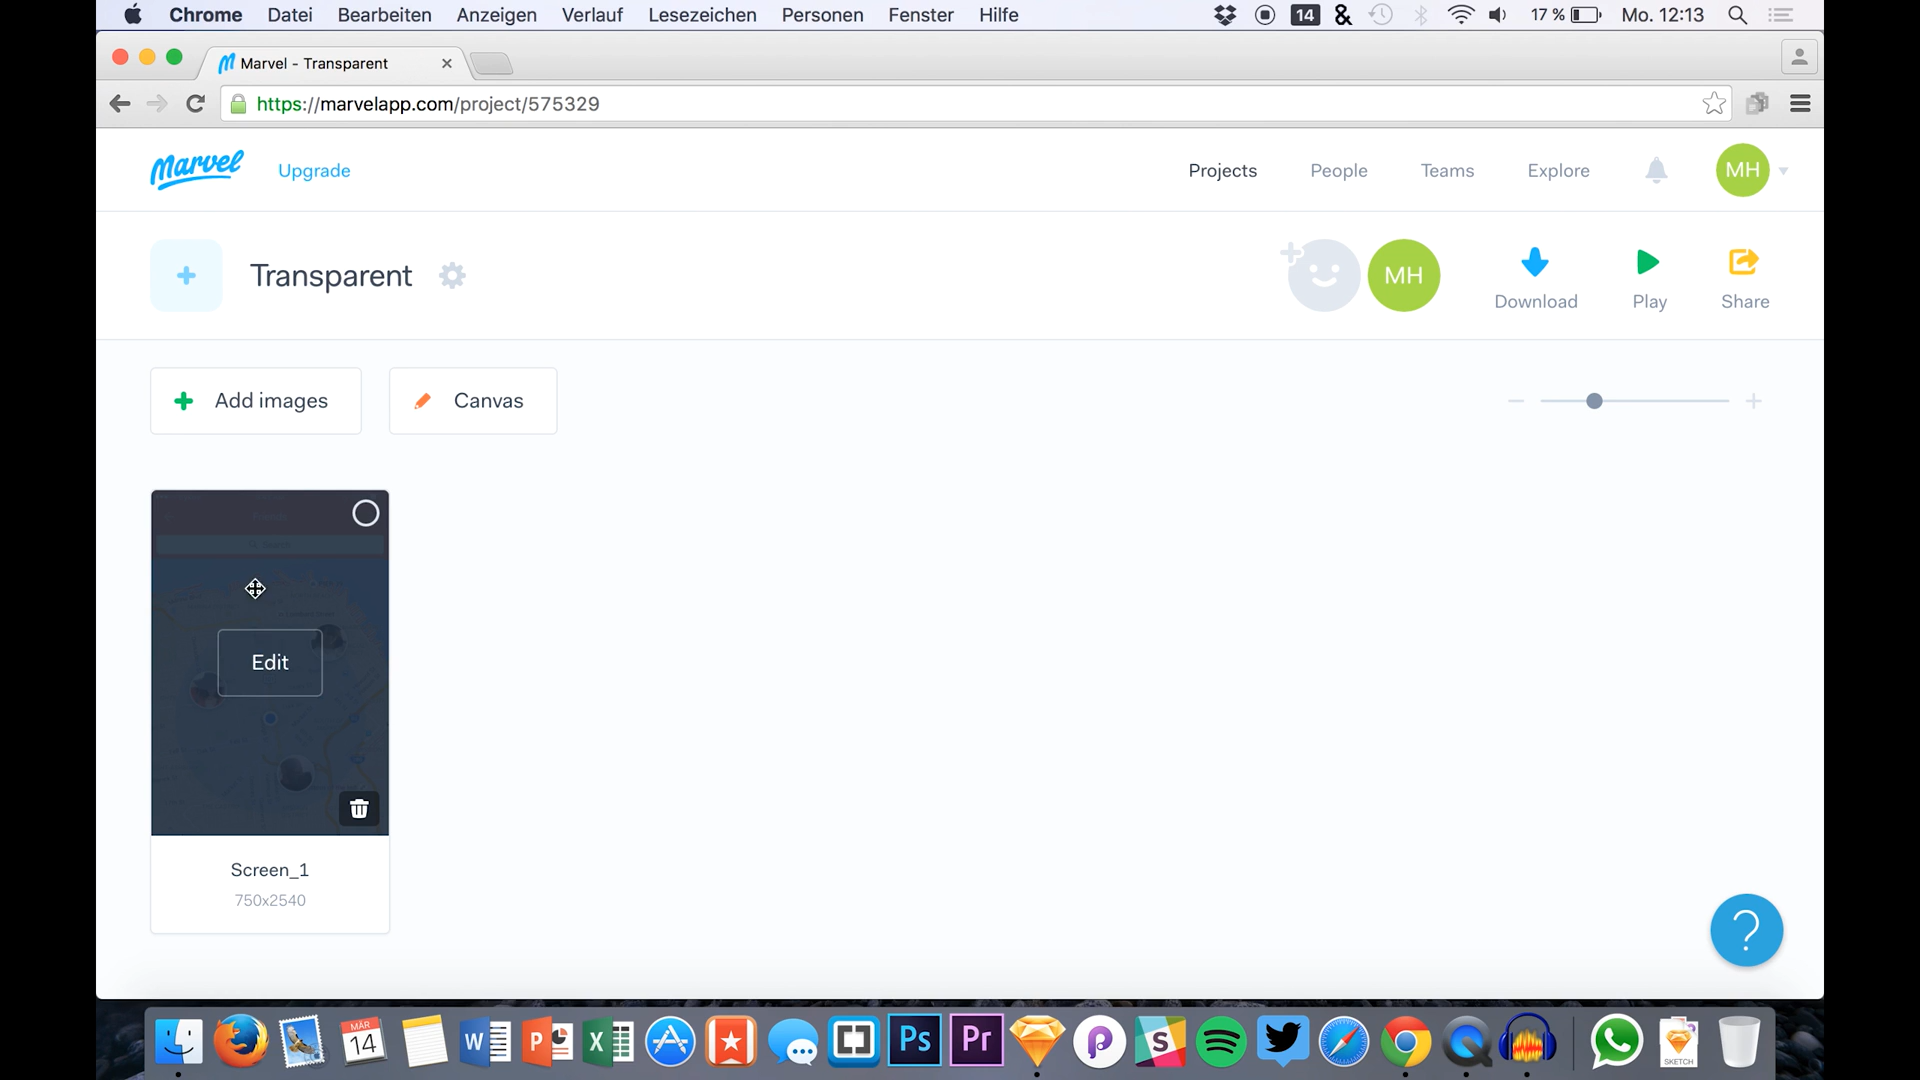 Chrome Datei Bearbeiten Anzeigen Verlauf Lesezeichen Personen Fenster Hilfe 14 & 17 % Mo. 12:13
Marvel - Transparent
https://marvelapp.com/project/575329
Marvel Upgrade Projects People Teams Explore MH
Transparent MH Download Play Share
Add images Canvas
Edit
Screen_1
750x2540
?
MÄR
14 Ps Pr
SKETCH